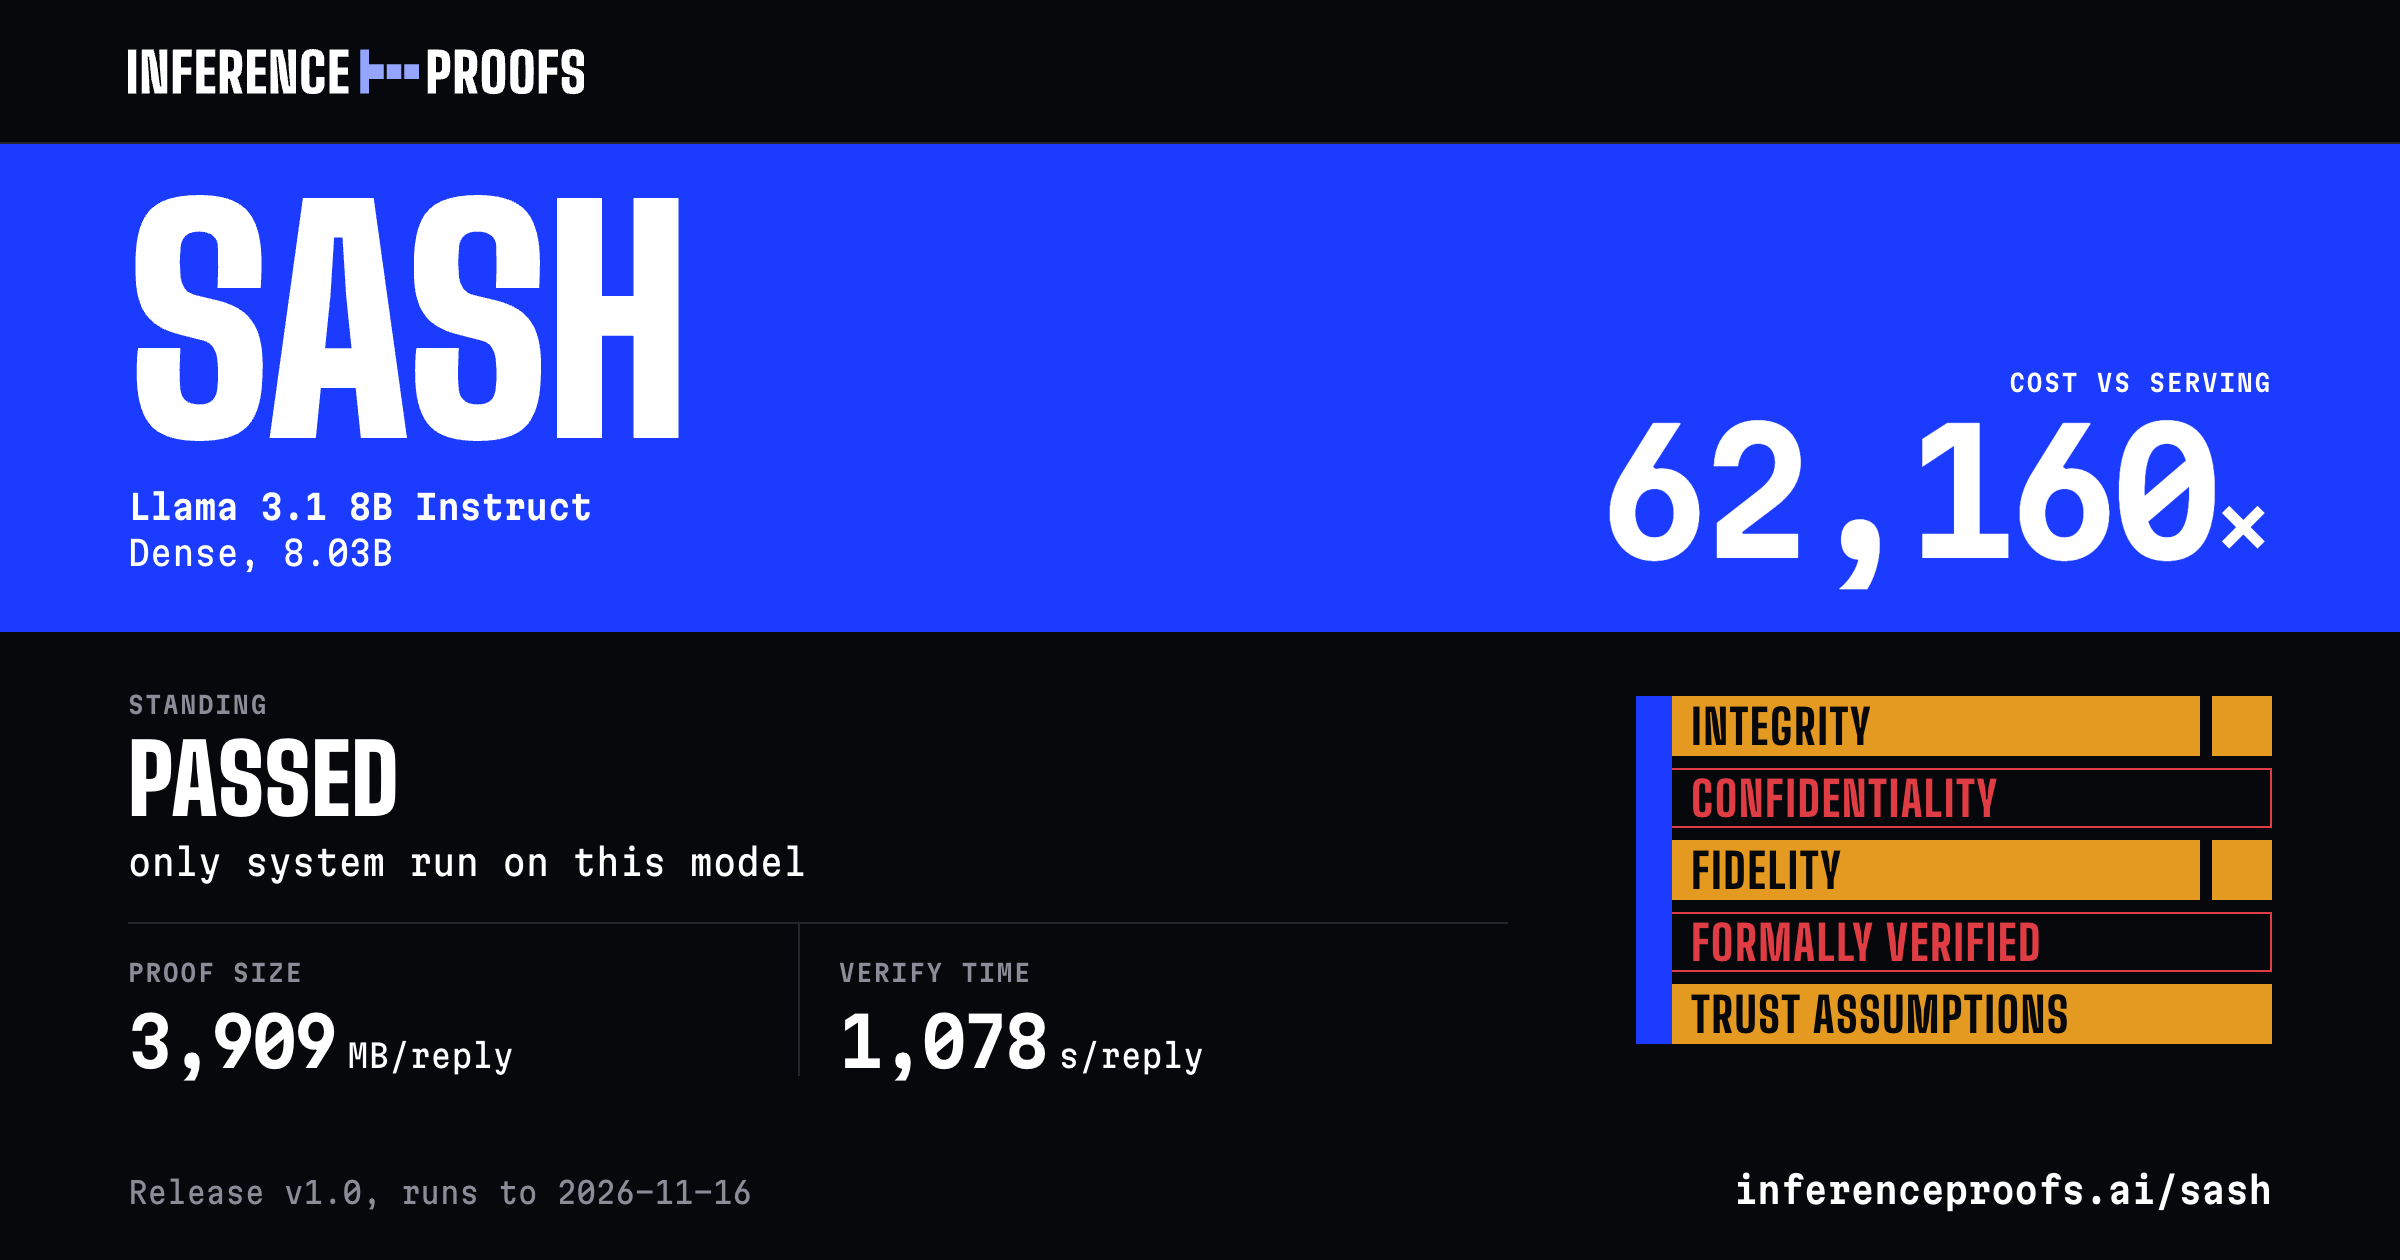 INFERENCE PROOFS
SASH
Llama 3.1 8B Instruct
Dense, 8.03B
COST VS SERVING
62,160×
STANDING
PASSED
only system run on this model
PROOF SIZE
3,909 MB/reply
VERIFY TIME
1,078 s/reply
INTEGRITY
CONFIDENTIALITY
FIDELITY
FORMALLY VERIFIED
TRUST ASSUMPTIONS
Release v1.0, runs to 2026-11-16
inferenceproofs.ai/sash